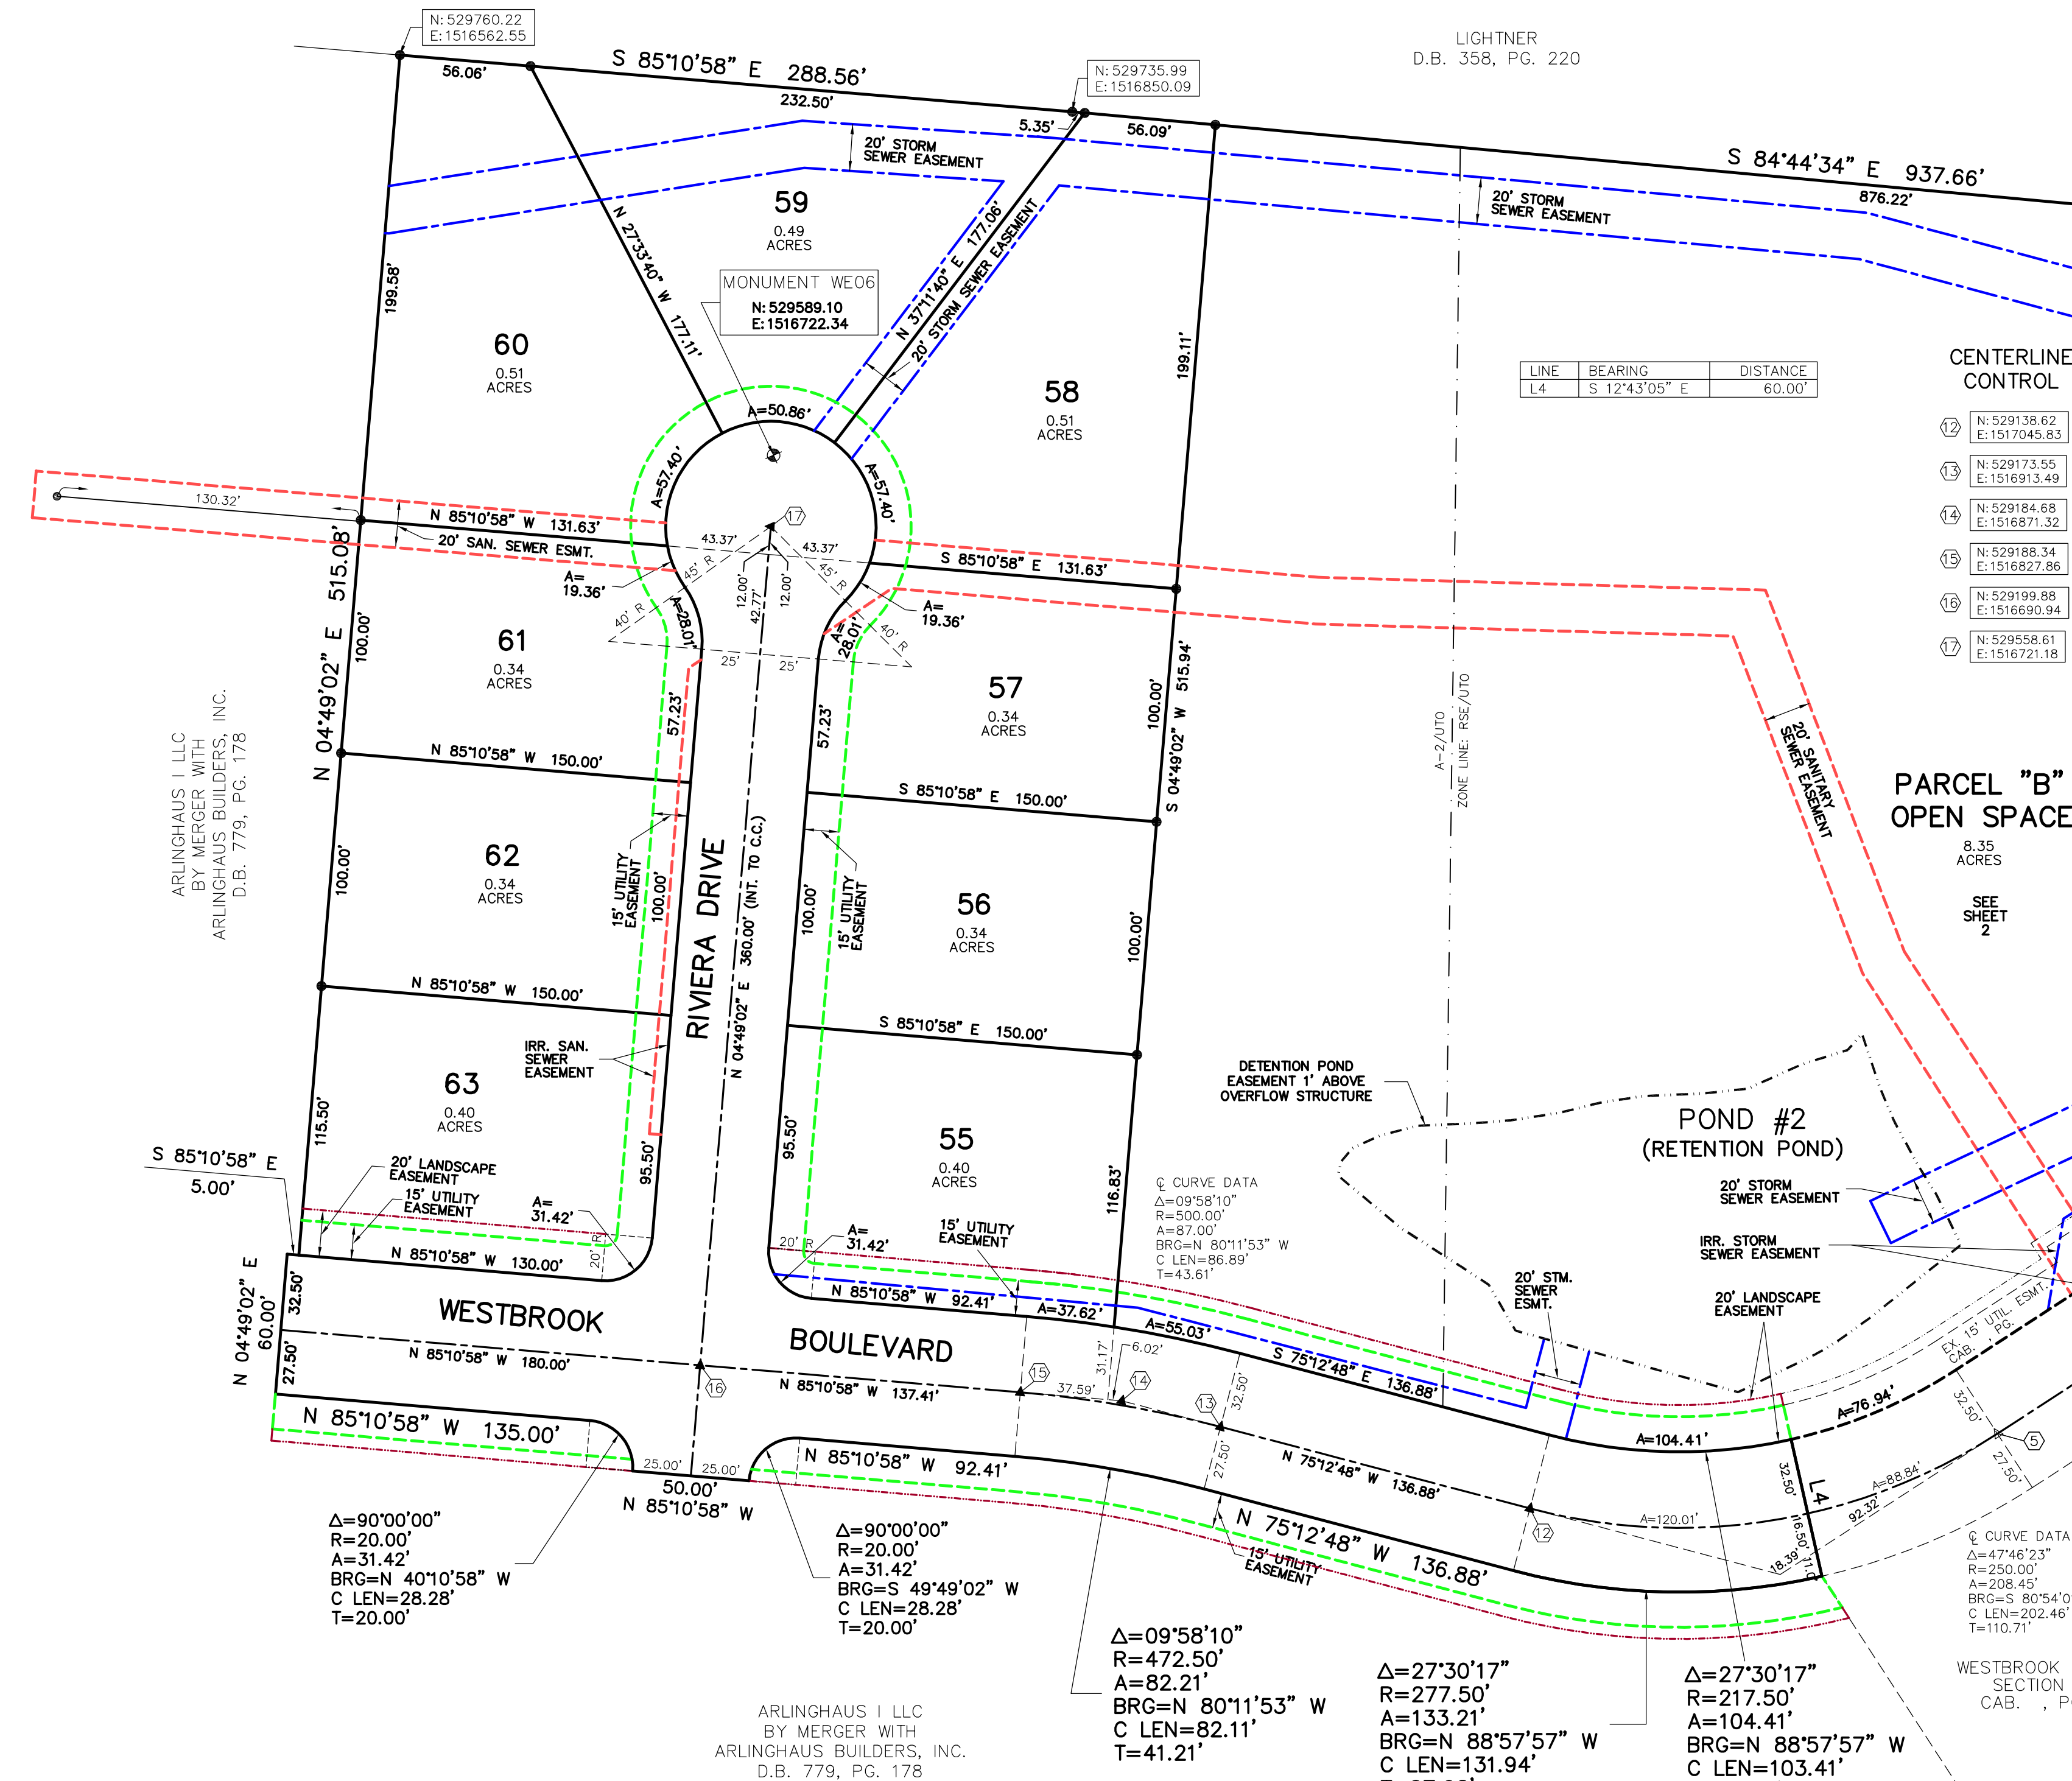 N: 529760.22
E: 1516562.55
LIGHTNER
D.B. 358, PG. 220
56.06'
S 85°10'58" E 288.56'
232.50'
N: 529735.99
E: 1516850.09
5.35'
56.09'
S 84°44'34" E 937.66'
876.22'
20' STORM
SEWER EASEMENT
20' STORM
SEWER EASEMENT
59
0.49
ACRES
N 27°33'40" W 177.11'
N 37°11'40" E 177.06'
20' STORM SEWER EASEMENT
MONUMENT WE06
N: 529589.10
E: 1516722.34
199.58'
60
0.51
ACRES
58
0.51
ACRES
199.11'
LINE BEARING DISTANCE
L4 S 12°43'05" E 60.00'
CENTERLINE
CONTROL
12 N: 529138.62
E: 1517045.83
13 N: 529173.55
E: 1516913.49
14 N: 529184.68
E: 1516871.32
15 N: 529188.34
E: 1516827.86
16 N: 529199.88
E: 1516690.94
17 N: 529558.61
E: 1516721.18
A=50.86'
A=57.40'
A=57.40'
130.32'
N 85°10'58" W 131.63'
20' SAN. SEWER ESMT.
43.37'
43.37'
17
S 85°10'58" E 131.63'
A=
19.36'
A=
19.36'
45' R
45' R
40' R
40' R
12.00'
42.77'
12.00'
A=28.01'
A=
28.01'
25'
25'
N 04°49'02" E 515.08'
100.00'
61
0.34
ACRES
57.23'
57.23'
57
0.34
ACRES
100.00'
S 04°49'02" W 515.94'
A-2/UTO
ZONE LINE: RSE/UTO
20' SANITARY
SEWER EASEMENT
PARCEL "B"
OPEN SPACE
8.35
ACRES
SEE
SHEET
2
ARLINGHAUS I LLC
BY MERGER WITH
ARLINGHAUS BUILDERS, INC.
D.B. 779, PG. 178
N 85°10'58" W 150.00'
S 85°10'58" E 150.00'
100.00'
62
0.34
ACRES
15' UTILITY
EASEMENT
100.00'
RIVIERA DRIVE
N 04°49'02" E 360.00' (INT. TO C.C.)
100.00'
15' UTILITY
EASEMENT
56
0.34
ACRES
100.00'
N 85°10'58" W 150.00'
S 85°10'58" E 150.00'
IRR. SAN.
SEWER
EASEMENT
63
0.40
ACRES
115.50'
95.50'
95.50'
55
0.40
ACRES
116.83'
DETENTION POND
EASEMENT 1' ABOVE
OVERFLOW STRUCTURE
POND #2
(RETENTION POND)
S 85°10'58" E
5.00'
20' LANDSCAPE
EASEMENT
15' UTILITY
EASEMENT
A=
31.42'
20' R
N 85°10'58" W 130.00'
20' R
A=
31.42'
15' UTILITY
EASEMENT
℄ CURVE DATA
Δ=09°58'10"
R=500.00'
A=87.00'
BRG=N 80°11'53" W
C LEN=86.89'
T=43.61'
20' STORM
SEWER EASEMENT
IRR. STORM
SEWER EASEMENT
20' STM.
SEWER
ESMT.
20' LANDSCAPE
EASEMENT
EX. 15' UTIL. ESMT.
CAB. , PG.
N 04°49'02" E
60.00'
32.50'
27.50'
WESTBROOK BOULEVARD
N 85°10'58" W 92.41'
A=37.62'
A=55.03'
S 75°12'48" E 136.88'
A=104.41'
A=76.94'
N 85°10'58" W 180.00'
16
N 85°10'58" W 137.41'
15
37.59'
31.17'
6.02'
14
13
32.50'
27.50'
N 75°12'48" W 136.88'
12
A=120.01'
A=88.84'
92.32'
18.39'
32.50'
L4
16.50'
32.50'
27.50'
5
N 85°10'58" W 135.00'
25.00'
25.00'
50.00'
N 85°10'58" W
N 85°10'58" W 92.41'
N 75°12'48" W 136.88'
15' UTILITY
EASEMENT
Δ=90°00'00"
R=20.00'
A=31.42'
BRG=N 40°10'58" W
C LEN=28.28'
T=20.00'
Δ=90°00'00"
R=20.00'
A=31.42'
BRG=S 49°49'02" W
C LEN=28.28'
T=20.00'
Δ=09°58'10"
R=472.50'
A=82.21'
BRG=N 80°11'53" W
C LEN=82.11'
T=41.21'
Δ=27°30'17"
R=277.50'
A=133.21'
BRG=N 88°57'57" W
C LEN=131.94'
Δ=27°30'17"
R=217.50'
A=104.41'
BRG=N 88°57'57" W
C LEN=103.41'
℄ CURVE DATA
Δ=47°46'23"
R=250.00'
A=208.45'
BRG=S 80°54'0
C LEN=202.46'
T=110.71'
WESTBROOK
SECTION
CAB. , P
ARLINGHAUS I LLC
BY MERGER WITH
ARLINGHAUS BUILDERS, INC.
D.B. 779, PG. 178